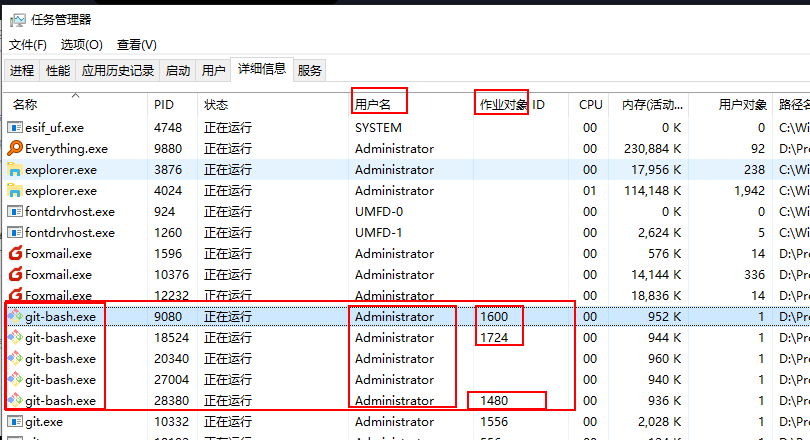 任务管理器
文件(F) 选项(O) 查看(V)
进程 性能 应用历史记录 启动 用户 详细信息 服务
名称 PID 状态 用户名 作业对象 ID CPU 内存(活动... 用户对象 路径名
esif_uf.exe 4748 正在运行 SYSTEM 00 0 K 0 C:\Wi
Everything.exe 9880 正在运行 Administrator 00 230,884 K 92 D:\Pro
explorer.exe 3876 正在运行 Administrator 00 17,956 K 238 C:\Wi
explorer.exe 4024 正在运行 Administrator 01 114,148 K 1,942 C:\Wi
fontdrvhost.exe 924 正在运行 UMFD-0 00 0 K 0 C:\Wi
fontdrvhost.exe 1260 正在运行 UMFD-1 00 2,624 K 5 C:\Wi
Foxmail.exe 1596 正在运行 Administrator 00 576 K 14 D:\Pro
Foxmail.exe 10376 正在运行 Administrator 00 14,144 K 336 D:\Pro
Foxmail.exe 12232 正在运行 Administrator 00 18,836 K 14 D:\Pro
git-bash.exe 9080 正在运行 Administrator 1600 00 952 K 1 D:\Pro
git-bash.exe 18524 正在运行 Administrator 1724 00 944 K 1 D:\Pro
git-bash.exe 20340 正在运行 Administrator 00 960 K 1 D:\Pro
git-bash.exe 27004 正在运行 Administrator 00 940 K 1 D:\Pro
git-bash.exe 28380 正在运行 Administrator 1480 00 936 K 1 D:\Pro
git.exe 10332 正在运行 Administrator 1556 00 2,028 K 1 D:\Pro